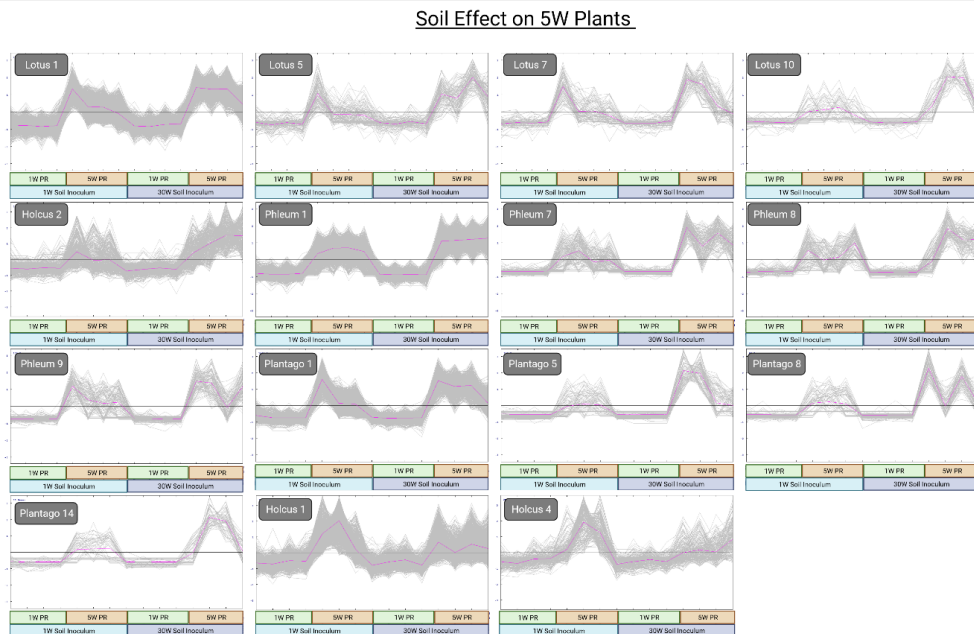 Soil Effect on 5W Plants
Lotus 1
Lotus 5
Lotus 7
Lotus 10
1W PR 5W PR 1W PR 5W PR 1W PR 5W PR 1W PR 5W PR 1W PR 5W PR 1W PR 5W PR 1W PR 5W PR 1W PR 5W PR
1W Soil Inoculum 30W Soil Inoculum 1W Soil Inoculum 30W Soil Inoculum 1W Soil Inoculum 30W Soil Inoculum 1W Soil Inoculum 30W Soil Inoculum
Holcus 2
Phleum 1
Phleum 7
Phleum 8
1W PR 5W PR 1W PR 5W PR 1W PR 5W PR 1W PR 5W PR 1W PR 5W PR 1W PR 5W PR 1W PR 5W PR 1W PR 5W PR
1W Soil Inoculum 30W Soil Inoculum 1W Soil Inoculum 30W Soil Inoculum 1W Soil Inoculum 30W Soil Inoculum 1W Soil Inoculum 30W Soil Inoculum
Phleum 9
Plantago 1
Plantago 5
Plantago 8
1W PR 5W PR 1W PR 5W PR 1W PR 5W PR 1W PR 5W PR 1W PR 5W PR 1W PR 5W PR 1W PR 5W PR 1W PR 5W PR
1W Soil Inoculum 30W Soil Inoculum 1W Soil Inoculum 30W Soil Inoculum 1W Soil Inoculum 30W Soil Inoculum 1W Soil Inoculum 30W Soil Inoculum
Plantago 14
Holcus 1
Holcus 4
1W PR 5W PR 1W PR 5W PR 1W PR 5W PR 1W PR 5W PR 1W PR 5W PR 1W PR 5W PR
1W Soil Inoculum 30W Soil Inoculum 1W Soil Inoculum 30W Soil Inoculum 1W Soil Inoculum 30W Soil Inoculum